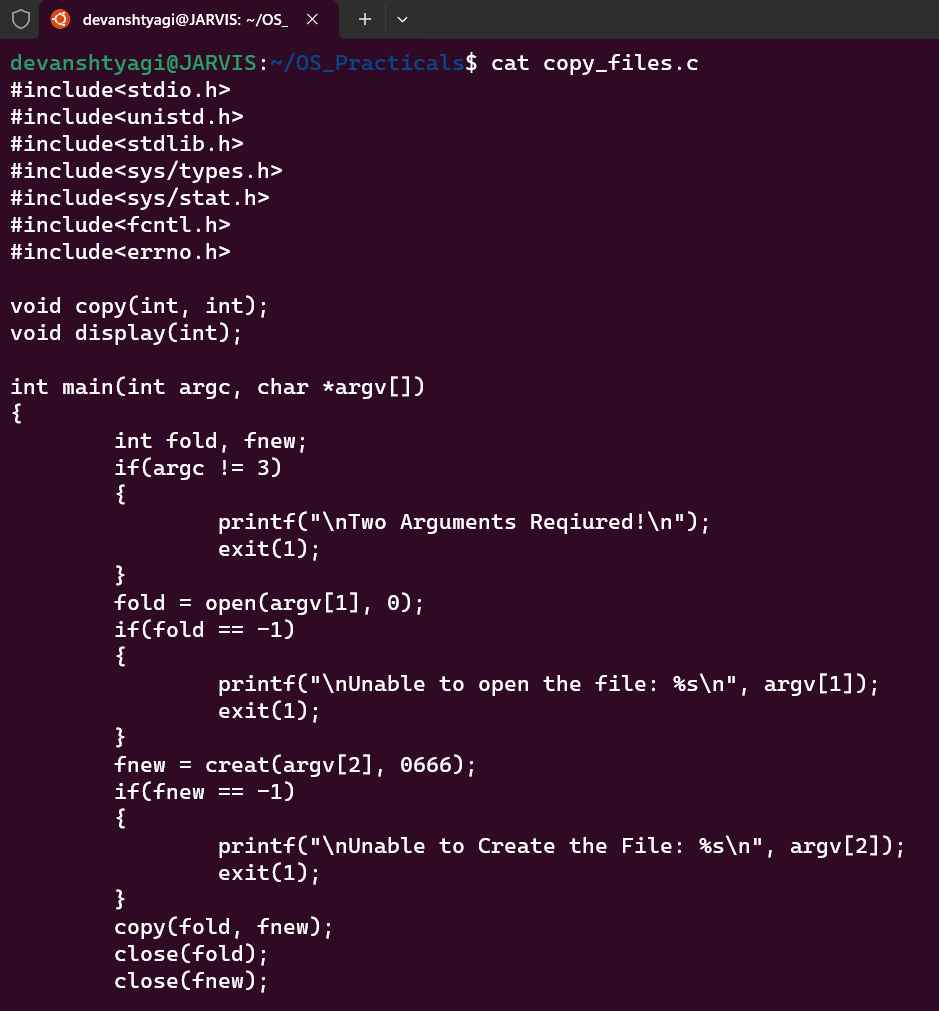 devanshtyagi@JARVIS: ~/OS_
devanshtyagi@JARVIS:~/OS_Practicals$ cat copy_files.c
#include<stdio.h>
#include<unistd.h>
#include<stdlib.h>
#include<sys/types.h>
#include<sys/stat.h>
#include<fcntl.h>
#include<errno.h>

void copy(int, int);
void display(int);

int main(int argc, char *argv[])
{
        int fold, fnew;
        if(argc != 3)
        {
                printf("\nTwo Arguments Reqiured!\n");
                exit(1);
        }
        fold = open(argv[1], 0);
        if(fold == -1)
        {
                printf("\nUnable to open the file: %s\n", argv[1]);
                exit(1);
        }
        fnew = creat(argv[2], 0666);
        if(fnew == -1)
        {
                printf("\nUnable to Create the File: %s\n", argv[2]);
                exit(1);
        }
        copy(fold, fnew);
        close(fold);
        close(fnew);